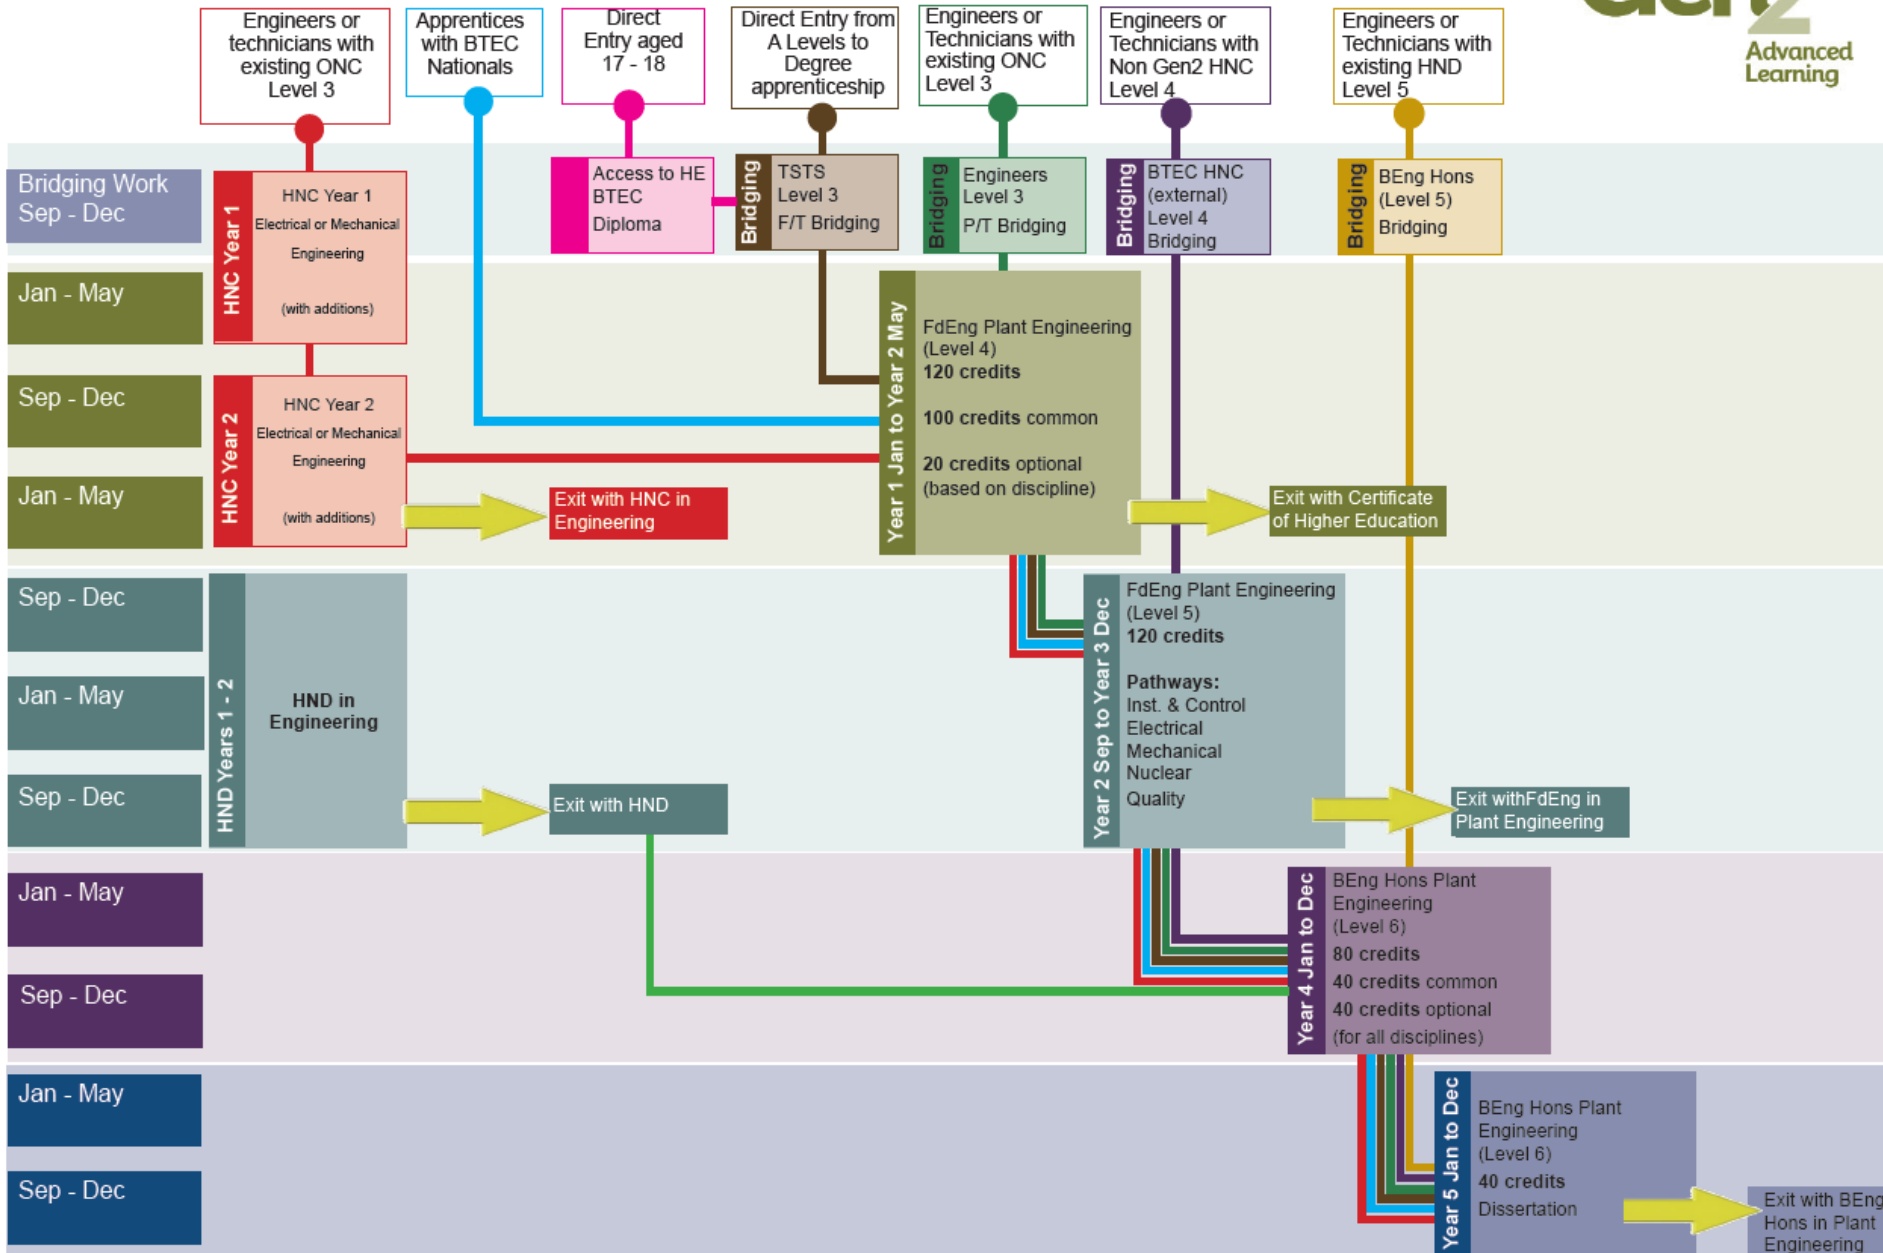 Gen2
Advanced
Learning
Engineers or
technicians with
existing ONC
Level 3
Apprentices
with BTEC
Nationals
Direct
Entry aged
17 - 18
Direct Entry from
A Levels to
Degree
apprenticeship
Engineers or
Technicians with
existing ONC
Level 3
Engineers or
Technicians with
Non Gen2 HNC
Level 4
Engineers or
Technicians with
existing HND
Level 5
Bridging Work
Sep - Dec
HNC Year 1
HNC Year 1
Electrical or Mechanical
Engineering
(with additions)
Access to HE
BTEC
Diploma
Bridging
TSTS
Level 3
F/T Bridging
Bridging
Engineers
Level 3
P/T Bridging
Bridging
BTEC HNC
(external)
Level 4
Bridging
Bridging
BEng Hons
(Level 5)
Bridging
Jan - May
Sep - Dec
Jan - May
HNC Year 2
HNC Year 2
Electrical or Mechanical
Engineering
(with additions)
Exit with HNC in
Engineering
Year 1 Jan to Year 2 May
FdEng Plant Engineering
(Level 4)
120 credits
100 credits common
20 credits optional
(based on discipline)
Exit with Certificate
of Higher Education
Sep - Dec
Jan - May
Sep - Dec
HND Years 1 - 2
HND in
Engineering
Exit with HND
Year 2 Sep to Year 3 Dec
FdEng Plant Engineering
(Level 5)
120 credits
Pathways:
Inst. & Control
Electrical
Mechanical
Nuclear
Quality
Exit withFdEng in
Plant Engineering
Jan - May
Sep - Dec
Year 4 Jan to Dec
BEng Hons Plant
Engineering
(Level 6)
80 credits
40 credits common
40 credits optional
(for all disciplines)
Jan - May
Sep - Dec
Year 5 Jan to Dec
BEng Hons Plant
Engineering
(Level 6)
40 credits
Dissertation
Exit with BEng
Hons in Plant
Engineering